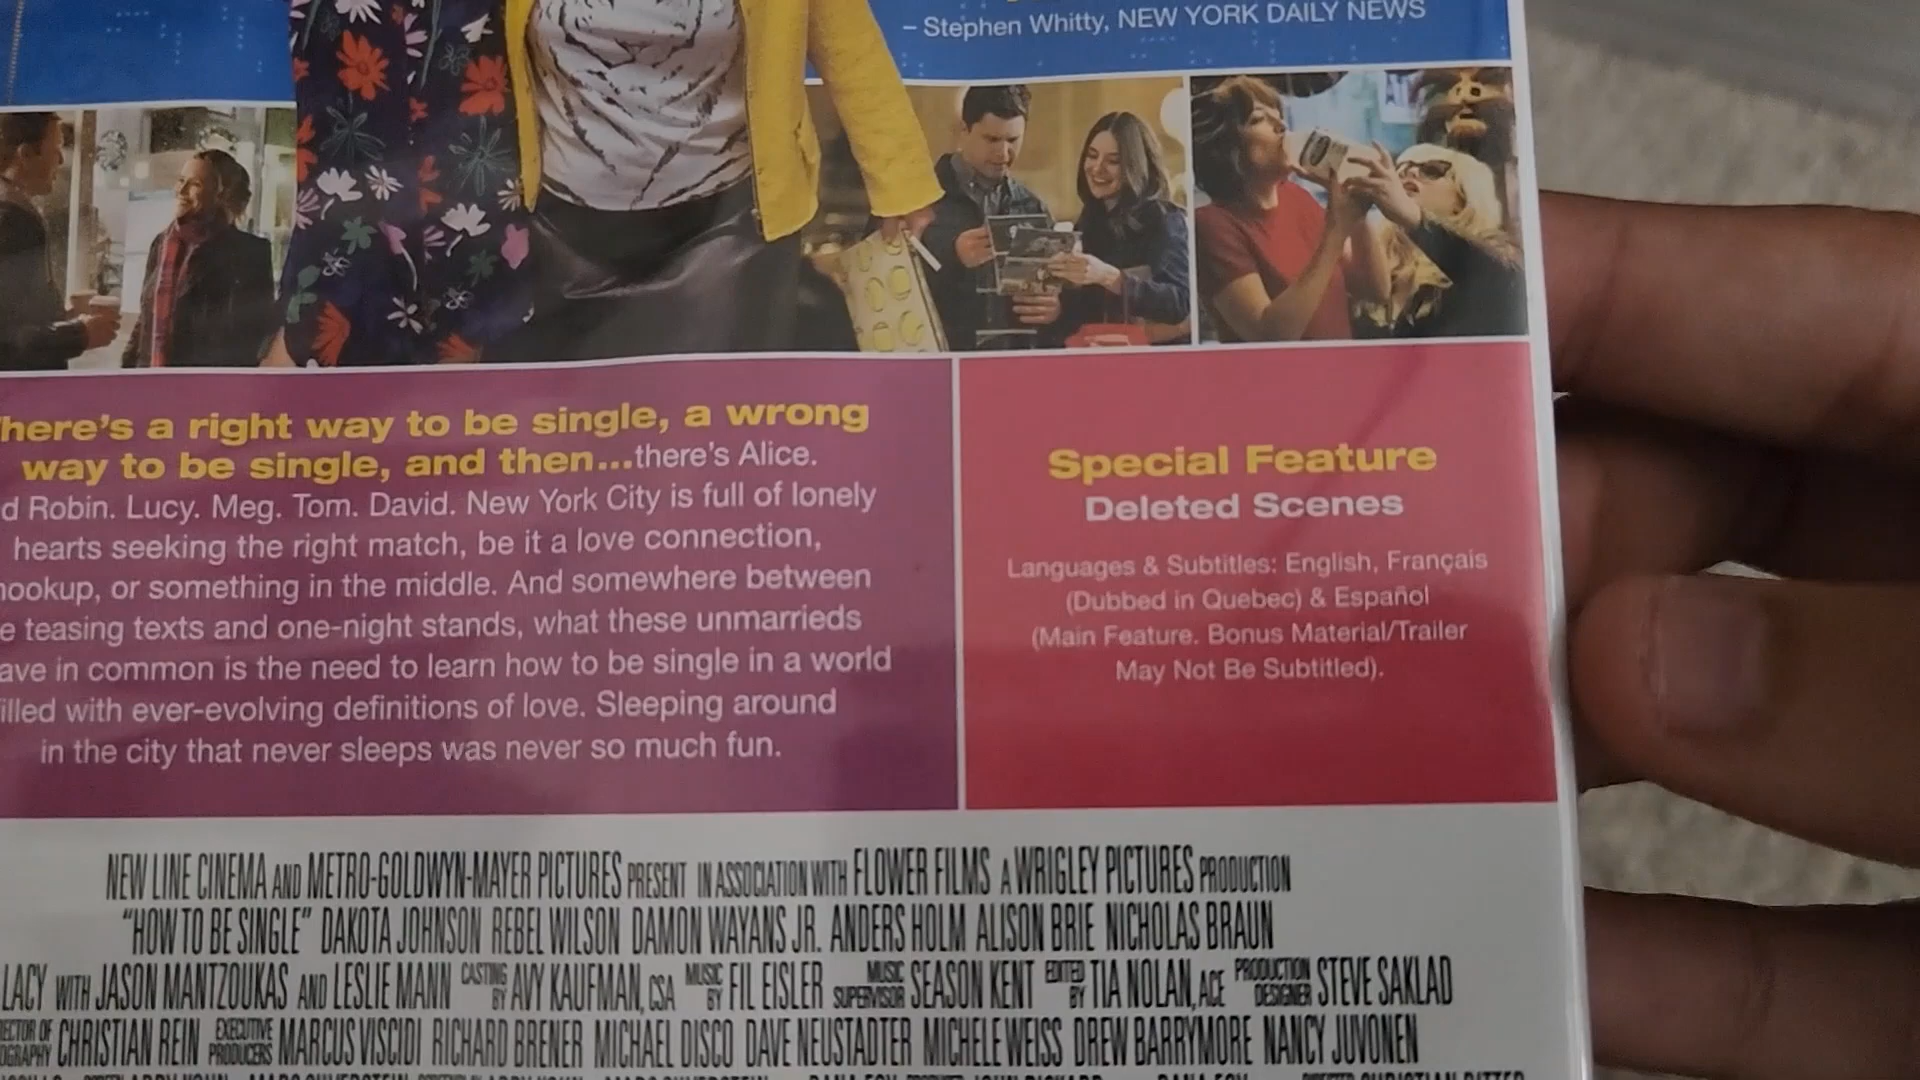 – Stephen Whitty, NEW YORK DAILY NEWS
here's a right way to be single, a wrong
way to be single, and then...there's Alice.
d Robin. Lucy. Meg. Tom. David. New York City is full of lonely
hearts seeking the right match, be it a love connection,
hookup, or something in the middle. And somewhere between
e teasing texts and one-night stands, what these unmarrieds
ave in common is the need to learn how to be single in a world
illed with ever-evolving definitions of love. Sleeping around
in the city that never sleeps was never so much fun.
Special Feature
Deleted Scenes
Languages & Subtitles: English, Français
(Dubbed in Quebec) & Español
(Main Feature. Bonus Material/Trailer
May Not Be Subtitled).
NEW LINE CINEMA AND METRO-GOLDWYN-MAYER PICTURES PRESENT IN ASSOCIATION WITH FLOWER FILMS A WRIGLEY PICTURES PRODUCTION
"HOW TO BE SINGLE" DAKOTA JOHNSON REBEL WILSON DAMON WAYANS JR. ANDERS HOLM ALISON BRIE NICHOLAS BRAUN
LACY WITH JASON MANTZOUKAS AND LESLIE MANN CASTING BY AVY KAUFMAN, CSA MUSIC BY FIL EISLER MUSIC SUPERVISOR SEASON KENT EDITED BY TIA NOLAN, ACE PRODUCTION DESIGNER STEVE SAKLAD
ECTOR OF OGRAPHY CHRISTIAN REIN EXECUTIVE PRODUCERS MARCUS VISCIDI RICHARD BRENER MICHAEL DISCO DAVE NEUSTADTER MICHELE WEISS DREW BARRYMORE NANCY JUVONEN